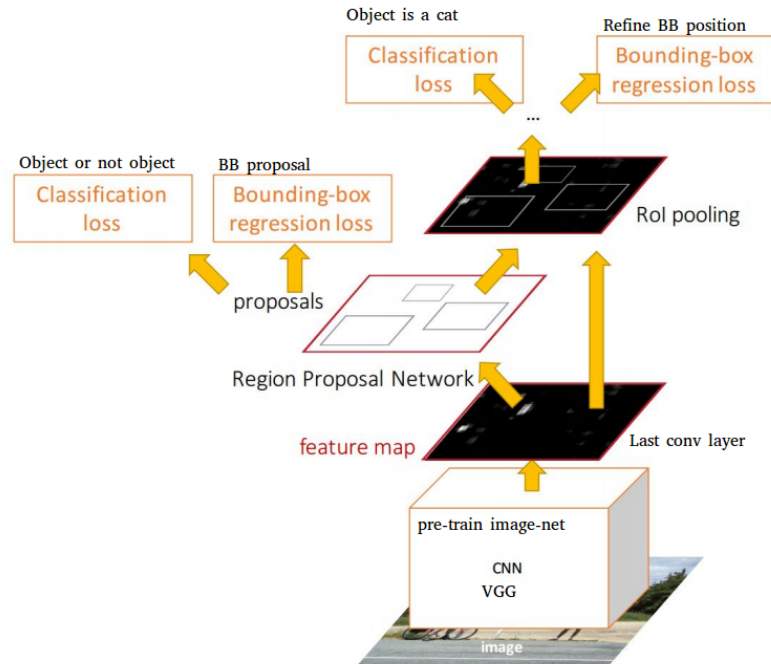 Object is a cat
Classification
loss
Refine BB position
Bounding-box
regression loss
...
Object or not object
Classification
loss
BB proposal
Bounding-box
regression loss
RoI pooling
proposals
Region Proposal Network
feature map
Last conv layer
pre-train image-net
CNN
VGG
image